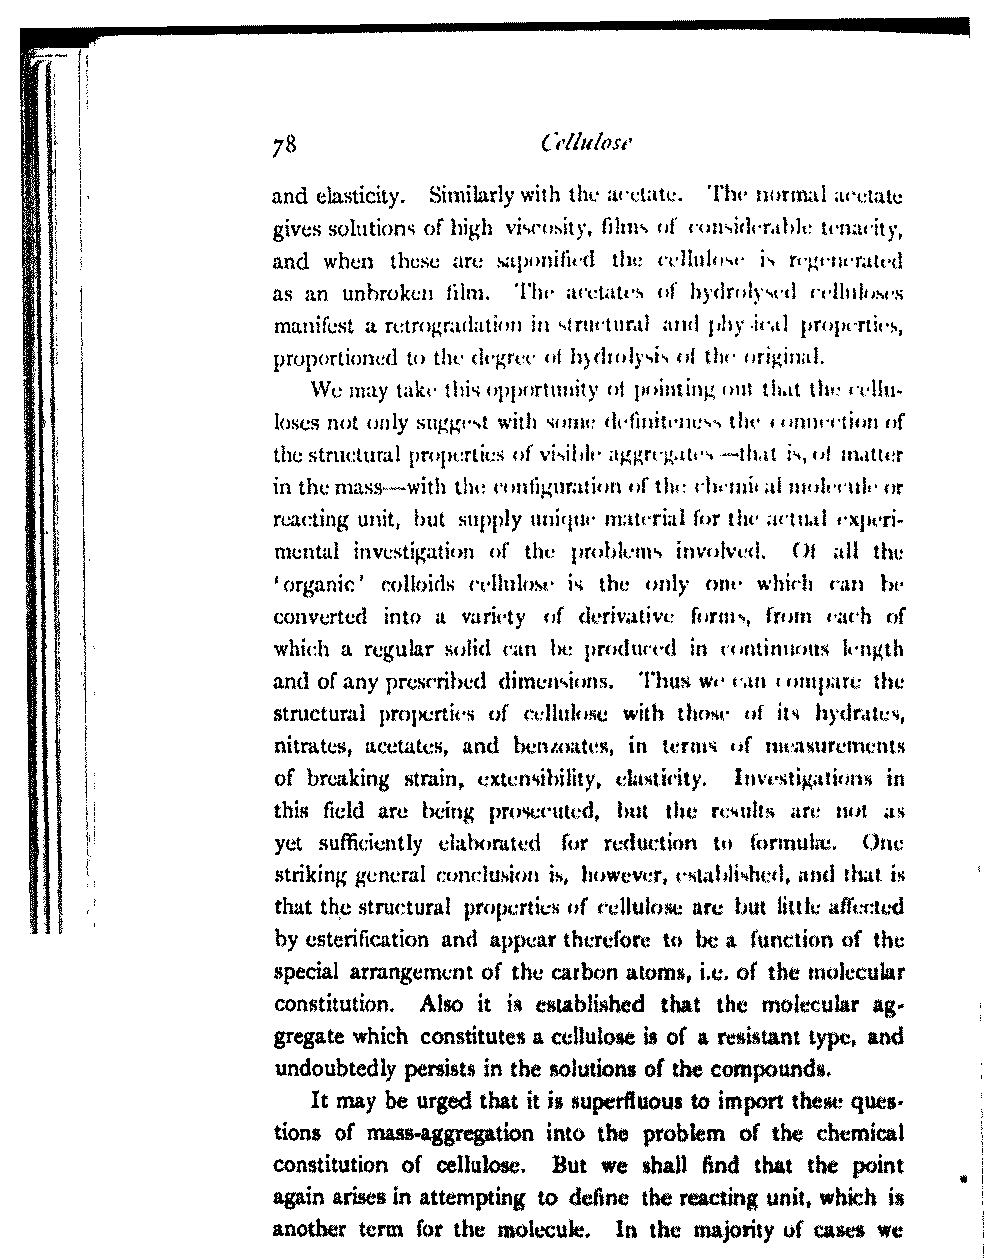 78 Cellulose
and elasticity. Similarly with the acetate. The normal acetate
gives solutions of high viscosity, films of considerable tenacity,
and when these are saponified the cellulose is regenerated
as an unbroken film. The acetates of hydrolysed celluloses
manifest a retrogradation in structural and physical properties,
proportioned to the degree of hydrolysis of the original.
We may take this opportunity of pointing out that the cellu-
loses not only suggest with some definiteness the connection of
the structural properties of visible aggregates—that is, of matter
in the mass—with the configuration of the chemical molecule or
reacting unit, but supply unique material for the actual experi-
mental investigation of the problems involved. Of all the
'organic' colloids cellulose is the only one which can be
converted into a variety of derivative forms, from each of
which a regular solid can be produced in continuous length
and of any prescribed dimensions. Thus we can compare the
structural properties of cellulose with those of its hydrates,
nitrates, acetates, and benzoates, in terms of measurements
of breaking strain, extensibility, elasticity. Investigations in
this field are being prosecuted, but the results are not as
yet sufficiently elaborated for reduction to formulæ. One
striking general conclusion is, however, established, and that is
that the structural properties of cellulose are but little affected
by esterification and appear therefore to be a function of the
special arrangement of the carbon atoms, i.e. of the molecular
constitution. Also it is established that the molecular ag-
gregate which constitutes a cellulose is of a resistant type, and
undoubtedly persists in the solutions of the compounds.
It may be urged that it is superfluous to import these ques-
tions of mass-aggregation into the problem of the chemical
constitution of cellulose. But we shall find that the point
again arises in attempting to define the reacting unit, which is
another term for the molecule. In the majority of cases we